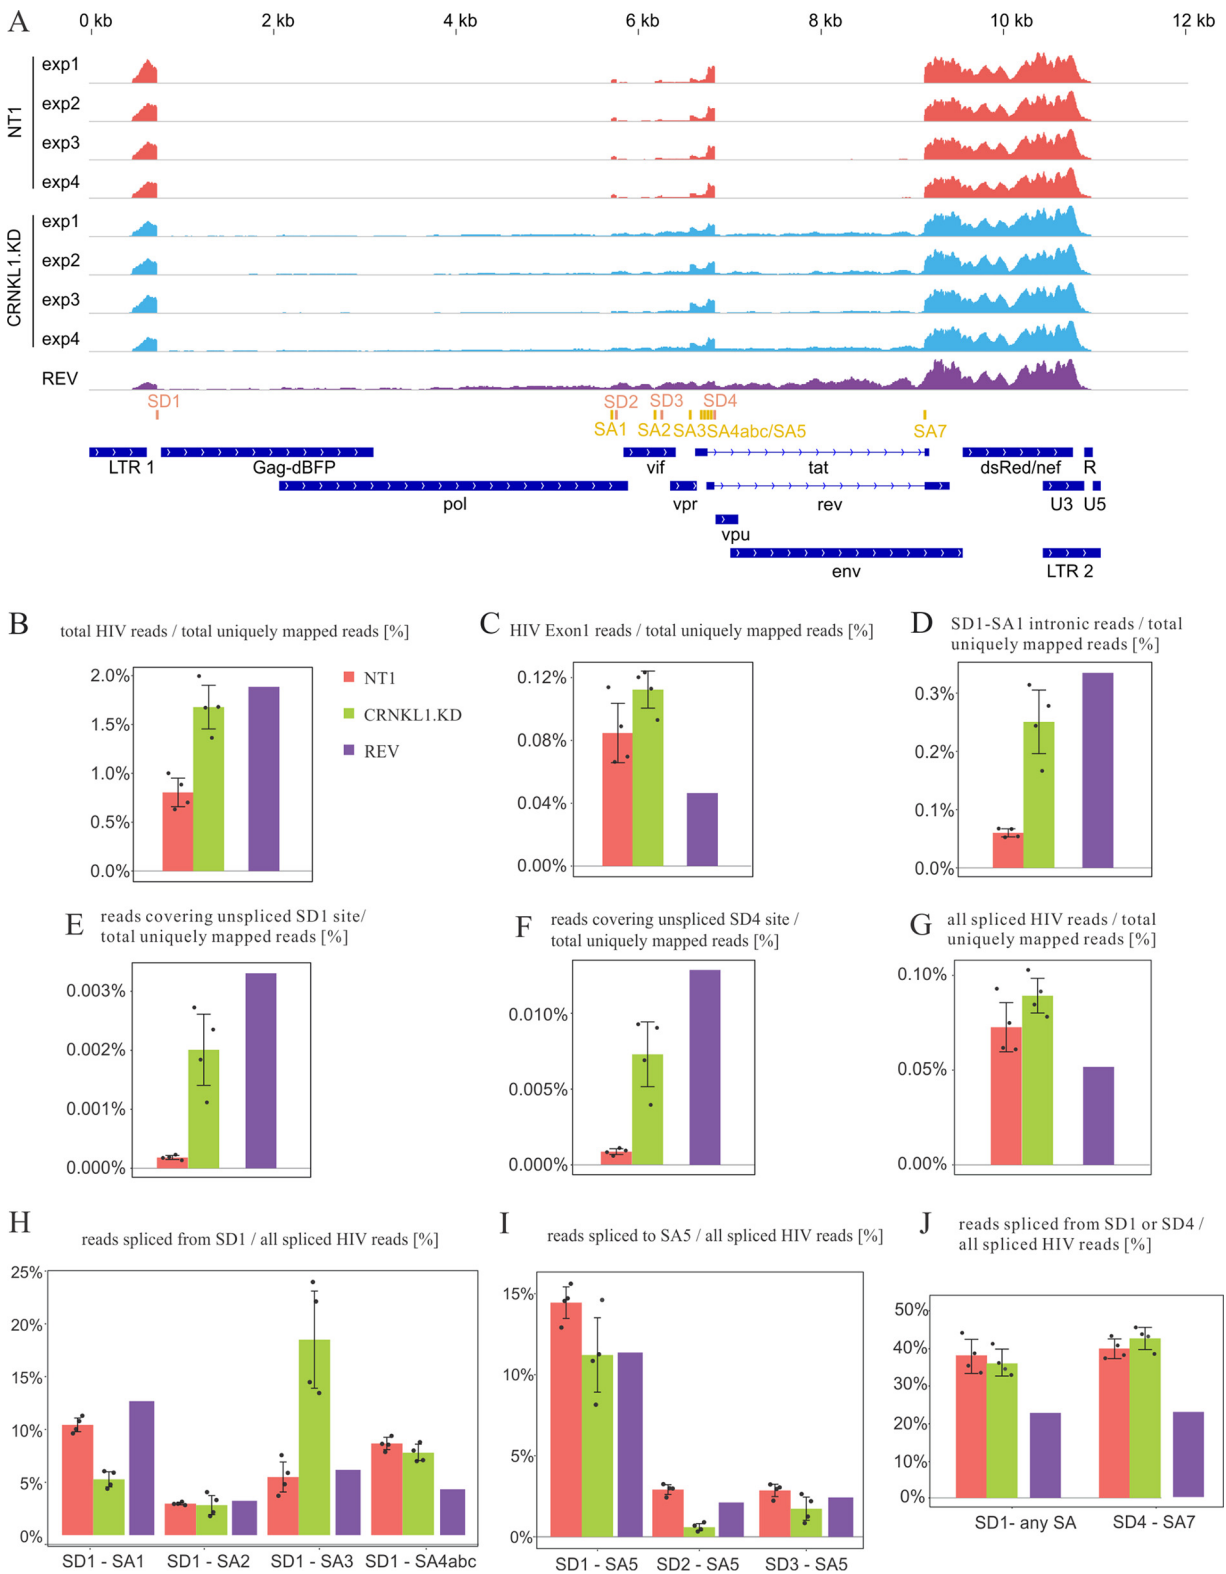 A
0 kb 2 kb 4 kb 6 kb 8 kb 10 kb 12 kb
NT1
exp1
exp2
exp3
exp4
CRNKL1.KD
exp1
exp2
exp3
exp4
REV
SD1 SD2 SD3 SD4
SA1 SA2 SA3 SA4abc/SA5 SA7
LTR 1 Gag-dBFP vif tat dsRed/nef R
pol vpr rev U3 U5
vpu
env LTR 2
B total HIV reads / total uniquely mapped reads [%]
2.0%
1.5%
1.0%
0.5%
0.0%
NT1
CRNKL1.KD
REV
C HIV Exon1 reads / total uniquely mapped reads [%]
0.12%
0.08%
0.04%
0.00%
D SD1-SA1 intronic reads / total
uniquely mapped reads [%]
0.3%
0.2%
0.1%
0.0%
E reads covering unspliced SD1 site/
total uniquely mapped reads [%]
0.003%
0.002%
0.001%
0.000%
F reads covering unspliced SD4 site /
total uniquely mapped reads [%]
0.010%
0.005%
0.000%
G all spliced HIV reads / total
uniquely mapped reads [%]
0.10%
0.05%
0.00%
H reads spliced from SD1 / all spliced HIV reads [%]
25%
20%
15%
10%
5%
0%
SD1 - SA1 SD1 - SA2 SD1 - SA3 SD1 - SA4abc
I reads spliced to SA5 / all spliced HIV reads [%]
15%
10%
5%
0%
SD1 - SA5 SD2 - SA5 SD3 - SA5
J reads spliced from SD1 or SD4 /
all spliced HIV reads [%]
50%
40%
30%
20%
10%
0%
SD1- any SA SD4 - SA7